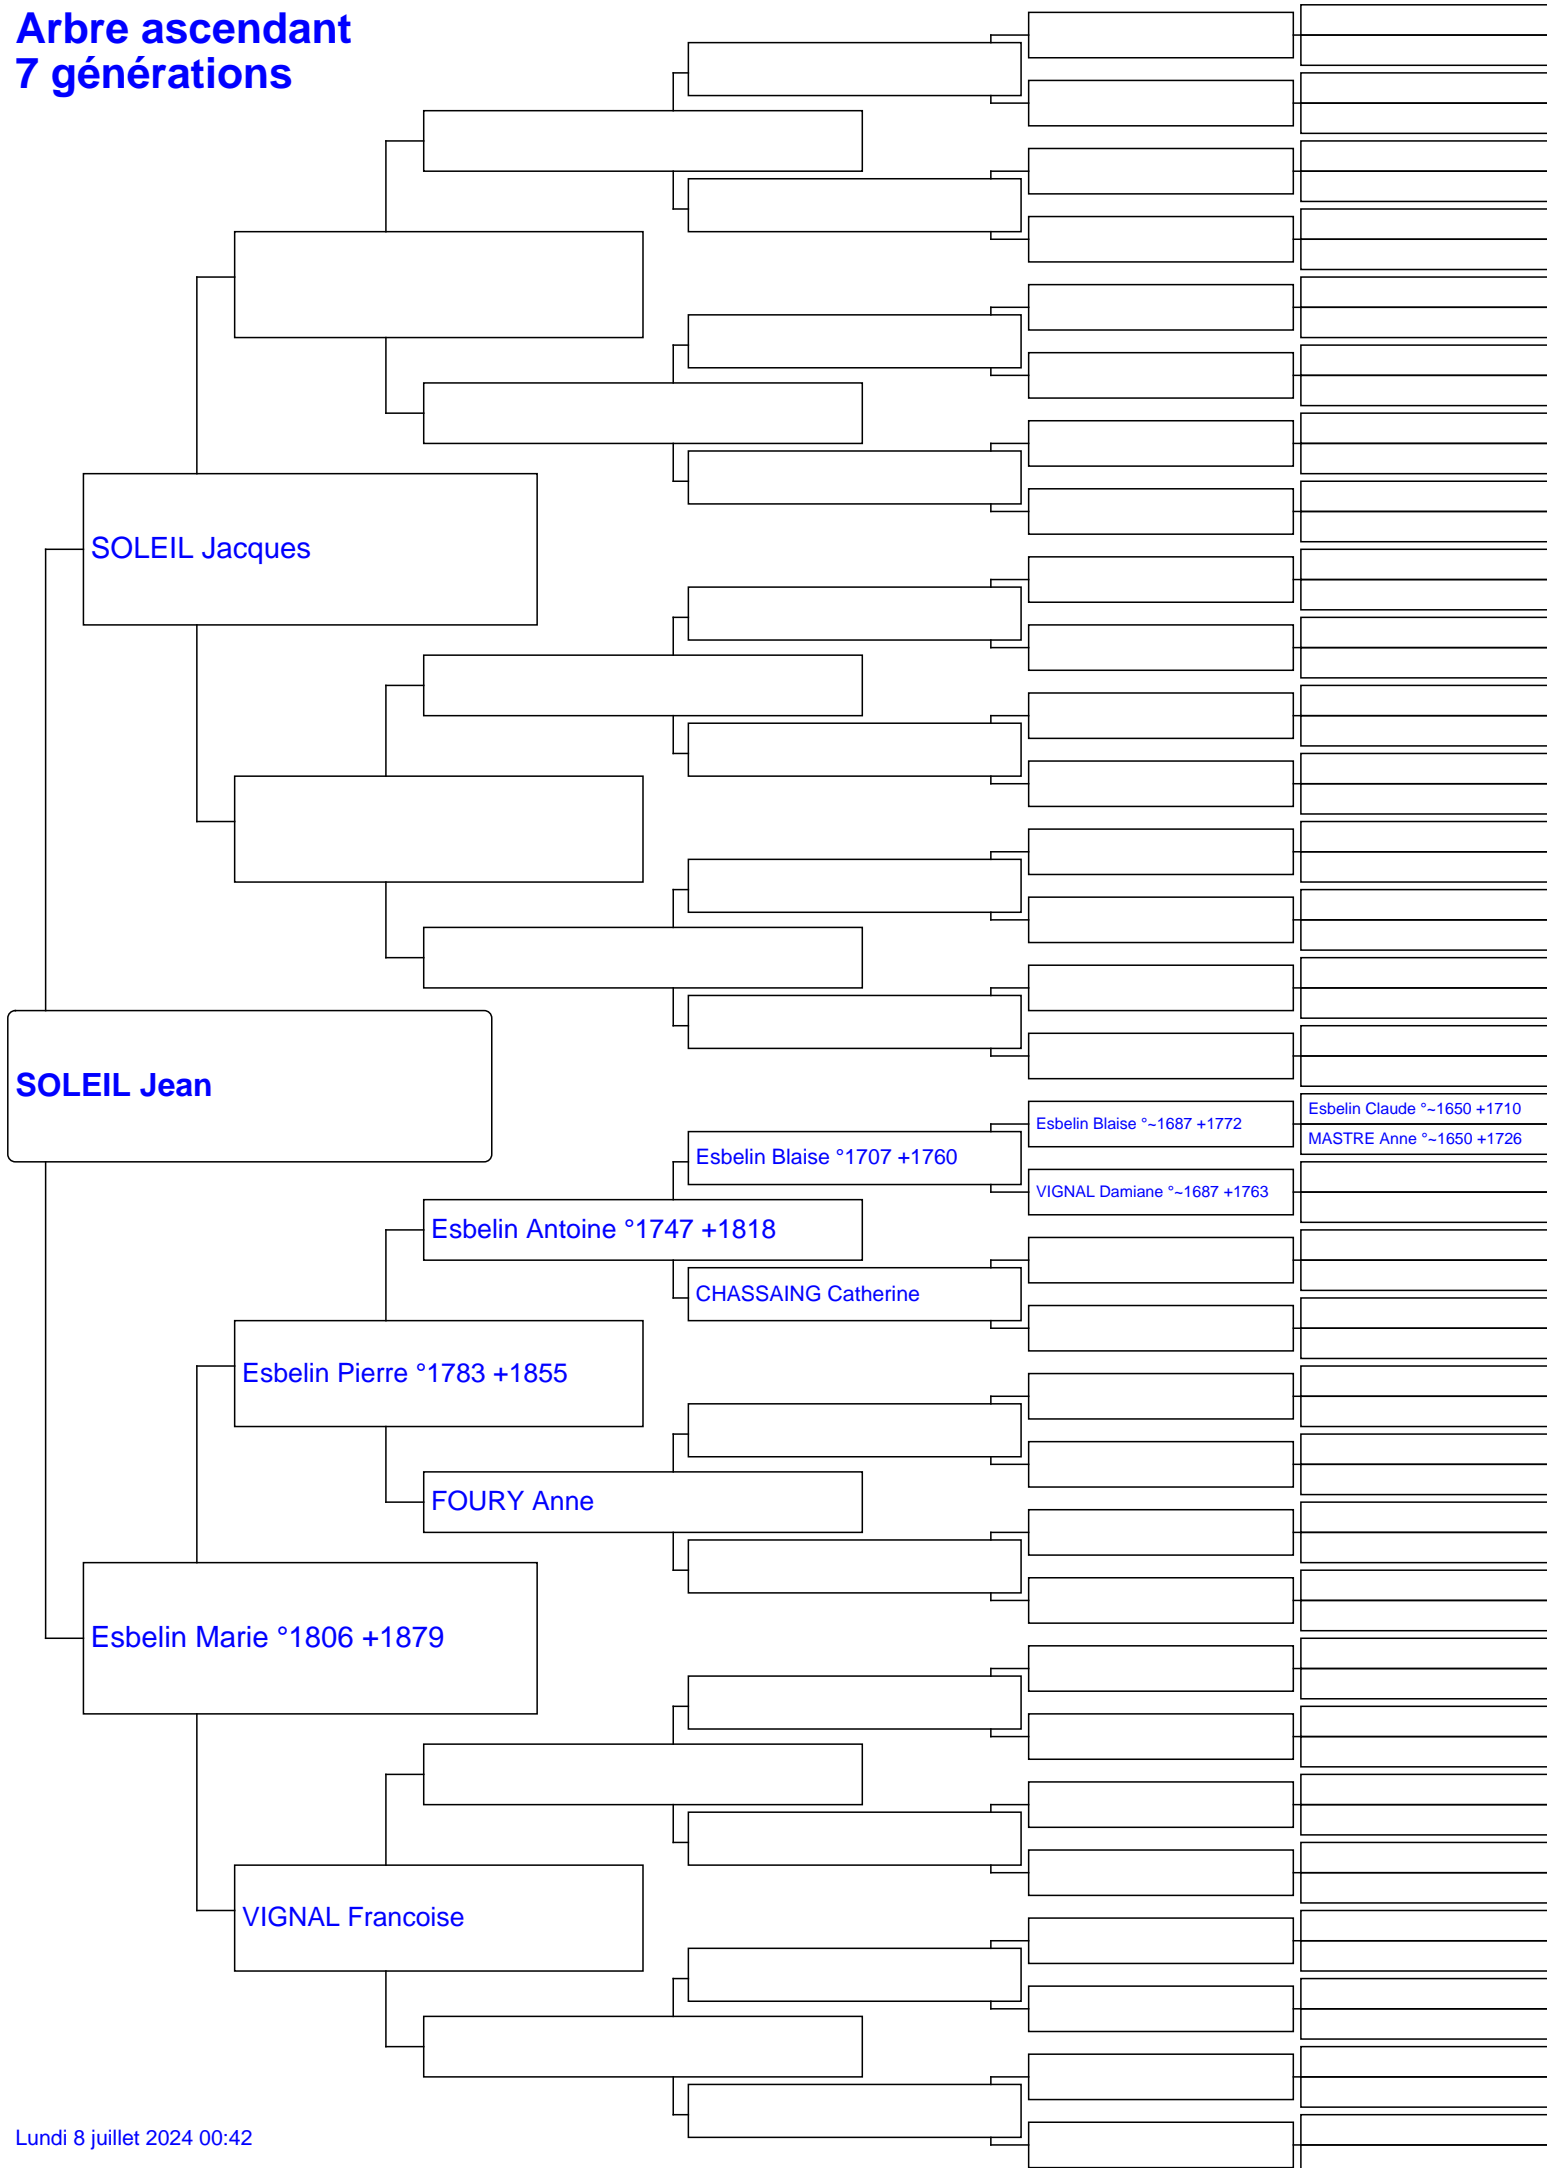 Arbre ascendant
7 générations
SOLEIL Jacques
SOLEIL Jean
Esbelin Blaise °~1687 +1772
Esbelin Claude °~1650 +1710
MASTRE Anne °~1650 +1726
Esbelin Blaise °1707 +1760
VIGNAL Damiane °~1687 +1763
Esbelin Antoine °1747 +1818
CHASSAING Catherine
Esbelin Pierre °1783 +1855
FOURY Anne
Esbelin Marie °1806 +1879
VIGNAL Francoise
Lundi 8 juillet 2024 00:42